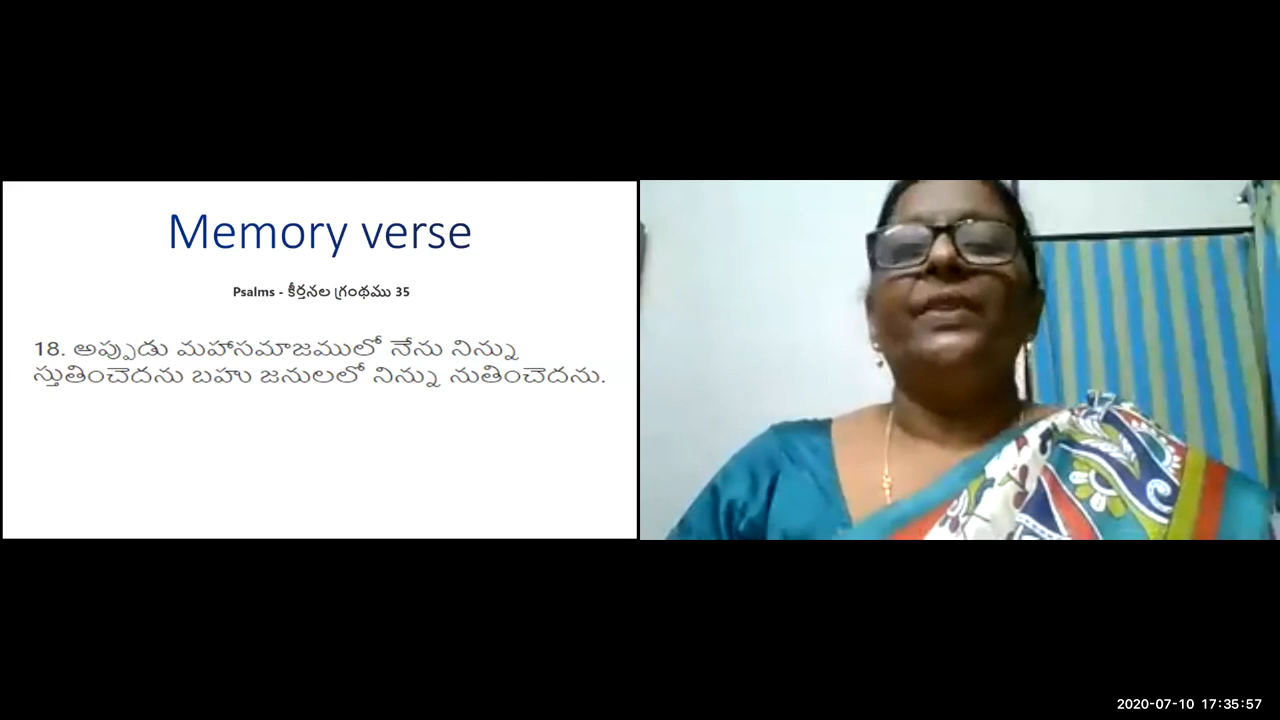 Memory verse
Psalms - కీర్తనల గ్రంథము 35
18. అప్పుడు మహాసమాజములో నేను నిన్ను
స్తుతించెదను బహు జనులలో నిన్ను నుతించెదను.
2020-07-10 17:35:57